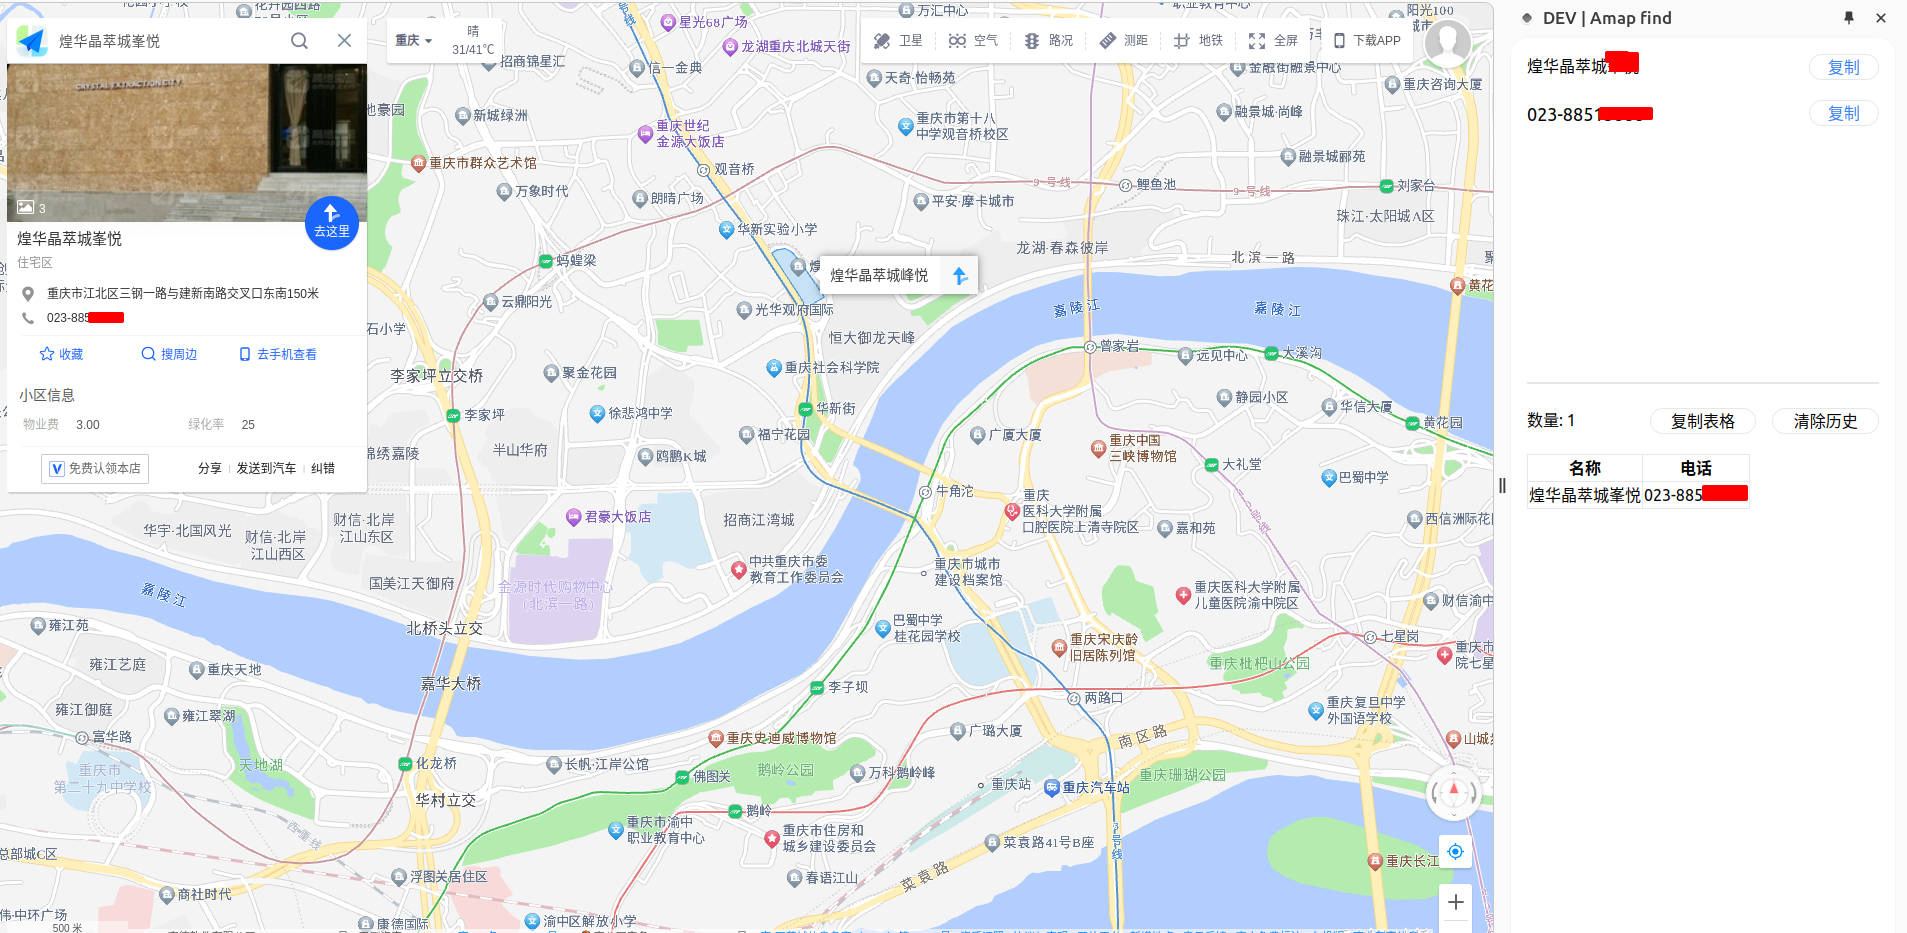 煌华晶萃城峯悦
CRYSTAL EXTRACTION CITY
3
去这里
煌华晶萃城峯悦
住宅区
重庆市江北区三钢一路与建新南路交叉口东南150米
023-885
收藏
搜周边
去手机查看
小区信息
物业费 3.00 绿化率 25
免费认领本店 分享 发送到汽车 纠错
重庆 晴
31/41℃
卫星 空气 路况 测距 地铁 全屏 下载APP
万汇中心
星光68广场
龙湖重庆北城天街
招商锦星汇
信一金典
天奇·怡畅苑
金融街融景中心
重庆咨询大厦
新城绿洲
重庆世纪
金源大饭店
重庆市第十八
中学观音桥校区
融景城·尚峰
重庆市群众艺术馆
观音桥
融景城郦苑
万象时代
朗晴广场
平安·摩卡城市
9号线
鲤鱼池
9号线
刘家台
珠江·太阳城A区
华新实验小学
龙湖·春森彼岸
北滨一路
蚂蝗梁
煌华晶萃城峰悦
云鼎阳光
光华观府国际
嘉陵江
嘉陵江
石小学
恒大御龙天峰
曾家岩
远见中心
大溪沟
李家坪立交桥
聚金花园
重庆社会科学院
静园小区
华信大厦
李家坪
徐悲鸿中学
华新街
黄花园
半山华府
福宁花园
广厦大厦
重庆中国
三峡博物馆
锦绣嘉陵
鸥鹏K城
大礼堂
巴蜀中学
牛角沱
华宇·北国风光
财信·北岸
江山西区
财信·北岸
江山东区
君豪大饭店
招商江湾城
重庆
医科大学附属
口腔医院上清寺院区
嘉和苑
西信洲际花
中共重庆市委
教育工作委员会
重庆市城市
建设档案馆
嘉陵江
国美江天御府
金源时代购物中心
(北滨一路)
重庆医科大学附属
儿童医院渝中院区
财信渝中
雍江苑
北桥头立交
巴蜀中学
桂花园学校
七星岗
雍江艺庭
重庆天地
重庆宋庆龄
旧居陈列馆
重庆枇杷山公园
嘉华大桥
李子坝
两路口
雍江御庭
雍江翠湖
重庆复旦中学
外国语学校
富华路
重庆史迪威博物馆
广璐大厦
南区路
山城
重庆市
第二十九中学校
天地湖
化龙桥
长帆·江岸公馆
佛图关
鹅岭公园
万科鹅岭峰
重庆站
重庆汽车站
重庆珊瑚公园
华村立交
鹅岭
重庆市渝中
职业教育中心
重庆市住房和
城乡建设委员会
菜袁路41号B座
3号线
总部城C区
浮图关居住区
春语江山
菜袁路
重庆长江
商社时代
伟·中环广场
康德国际
渝中区解放小学
500 米
DEV | Amap find
煌华晶萃城
复制
023-885
复制
数量: 1 复制表格 清除历史
名称 电话
煌华晶萃城峯悦 023-885